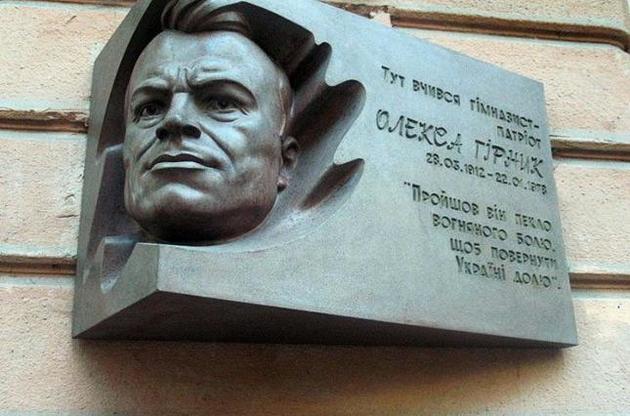 Тут вчився гімназист-
патріот
ОЛЕКСА ГІРНИК
28.03.1912–22.01.1978
"Пройшов він пекло
вогняного болю,
щоб повернути
Україні долю".